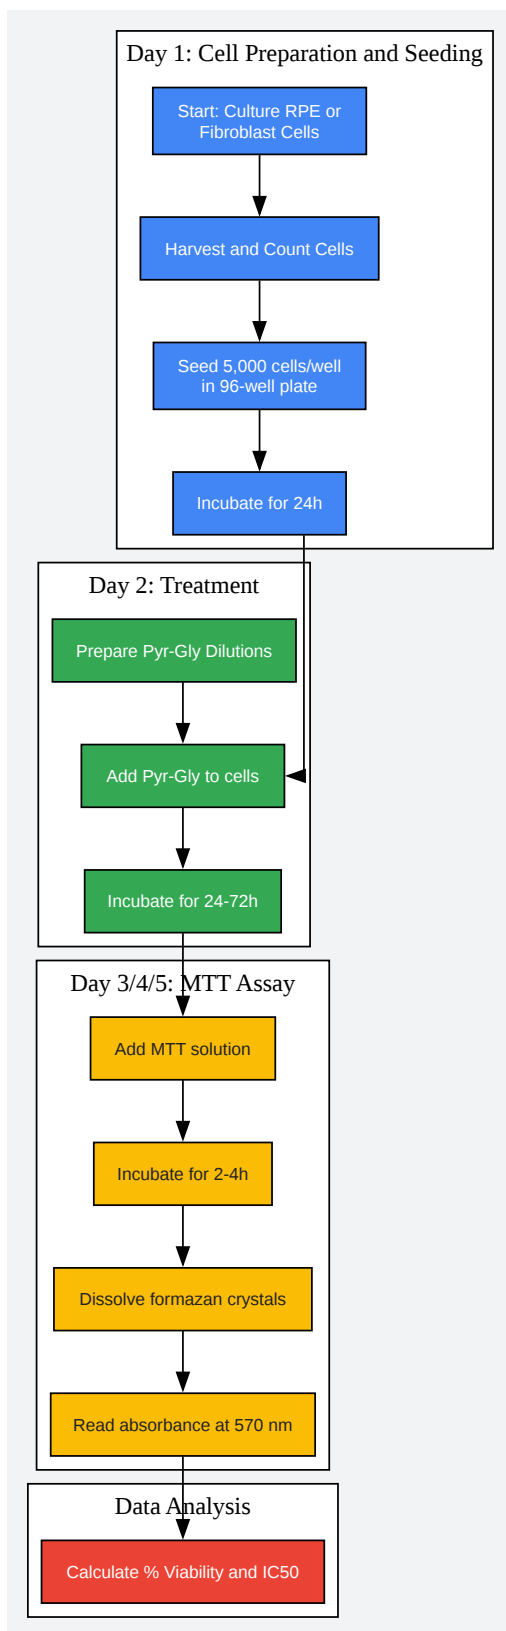 Day 1: Cell Preparation and Seeding
Start: Culture RPE or
Fibroblast Cells
Harvest and Count Cells
Seed 5,000 cells/well
in 96-well plate
Incubate for 24h
Day 2: Treatment
Prepare Pyr-Gly Dilutions
Add Pyr-Gly to cells
Incubate for 24-72h
Day 3/4/5: MTT Assay
Add MTT solution
Incubate for 2-4h
Dissolve formazan crystals
Read absorbance at 570 nm
Data Analysis
Calculate % Viability and IC50